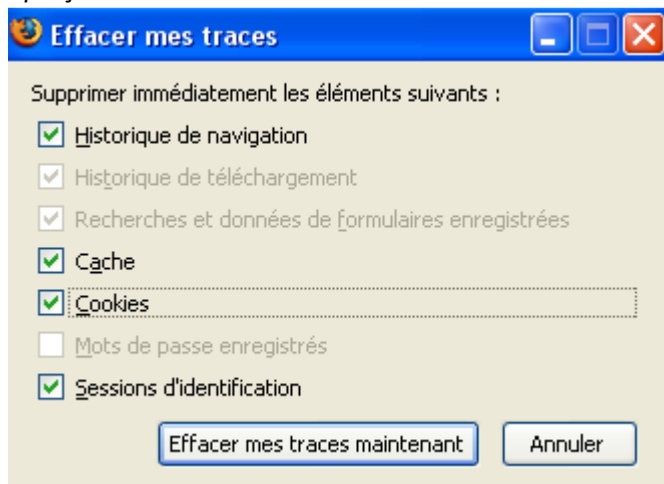 Effacer mes traces
Supprimer immédiatement les éléments suivants :
Historique de navigation
Historique de téléchargement
Recherches et données de formulaires enregistrées
Cache
Cookies
Mots de passe enregistrés
Sessions d'identification
Effacer mes traces maintenant Annuler